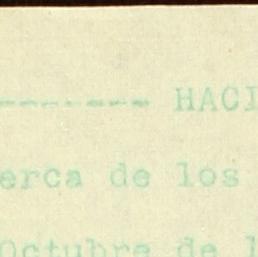 --------- HACI
erca de los
Octubre de l